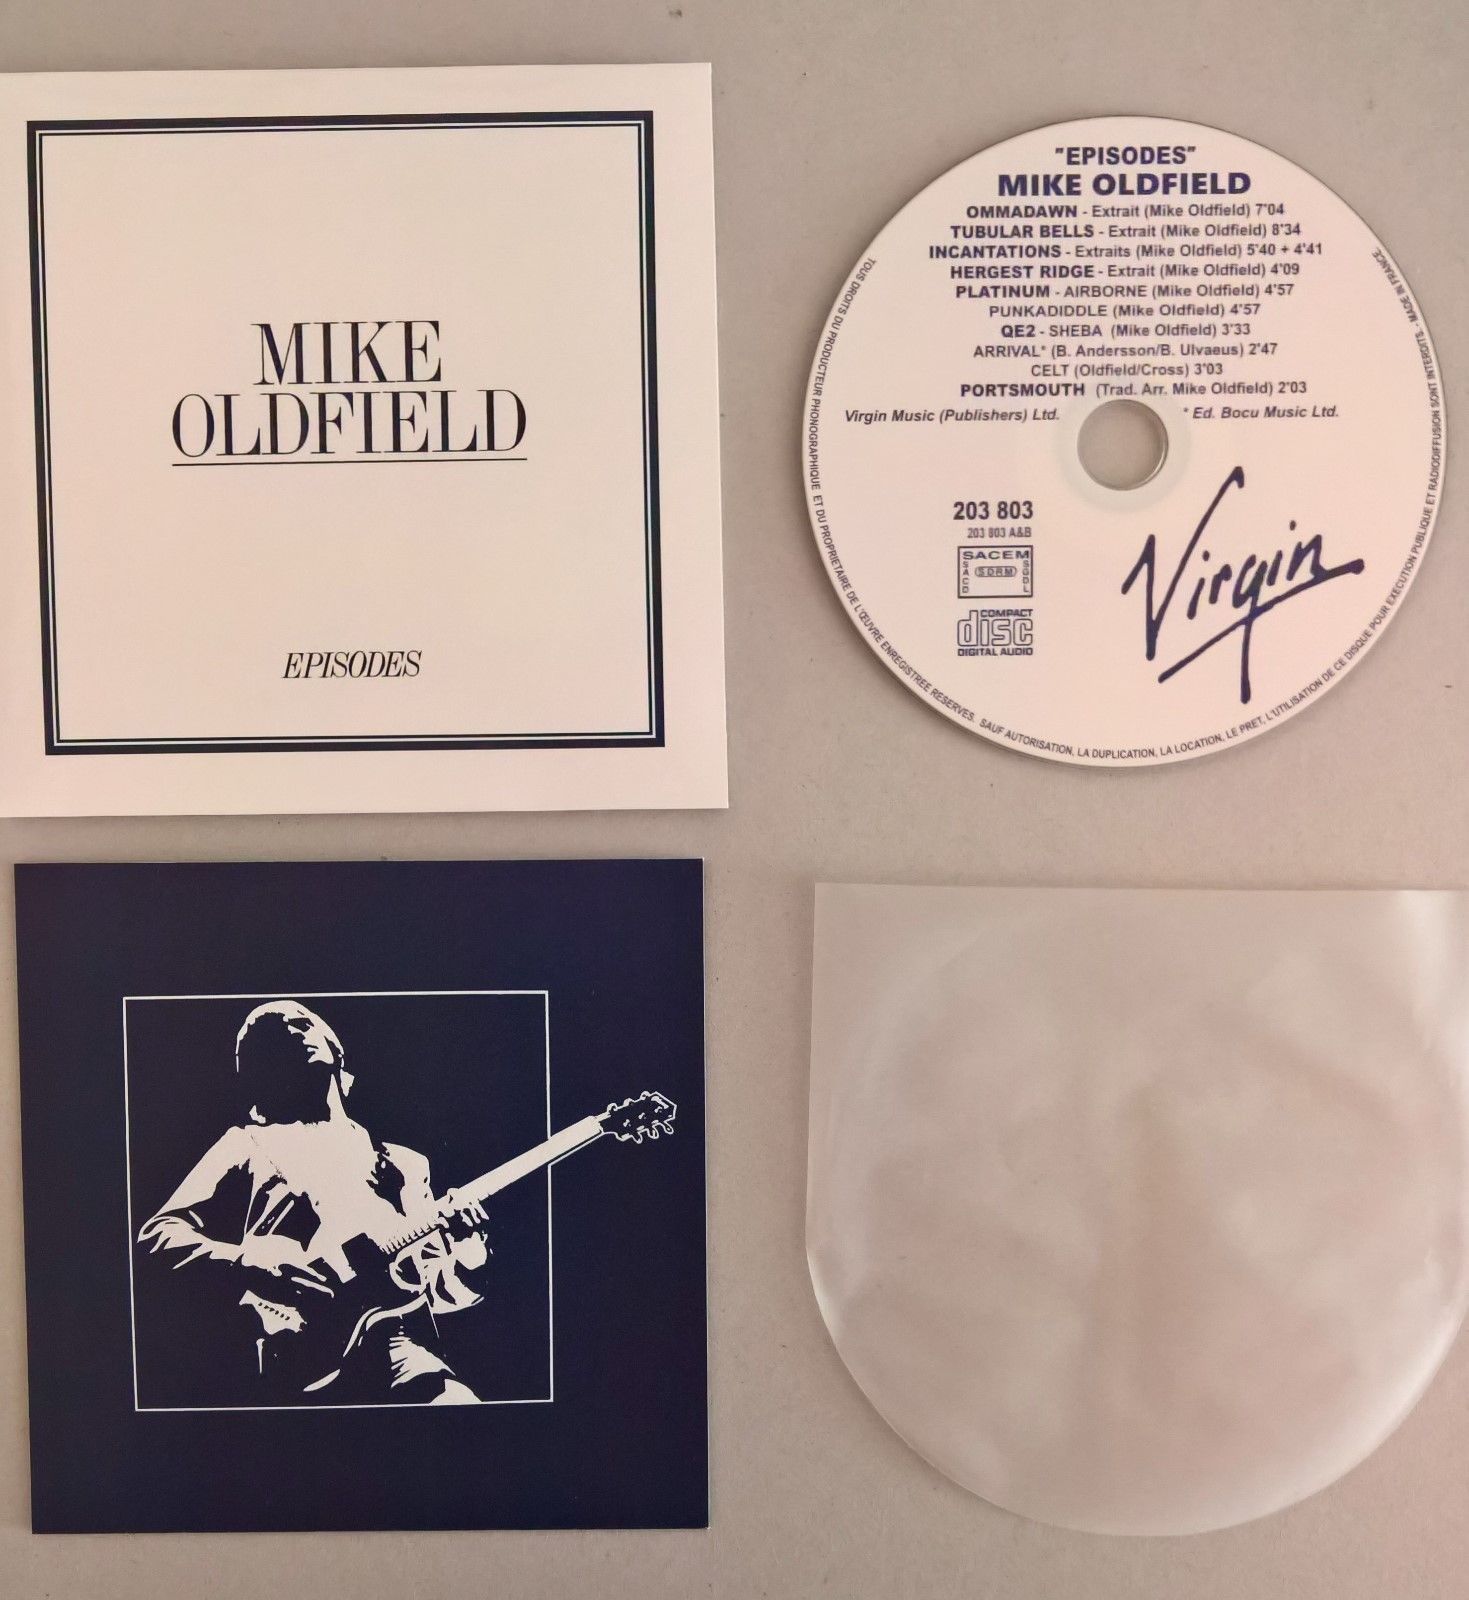 MIKE
OLDFIELD
EPISODES
"EPISODES"
MIKE OLDFIELD
OMMADAWN - Extrait (Mike Oldfield) 7'04
TUBULAR BELLS - Extrait (Mike Oldfield) 8'34
INCANTATIONS - Extraits (Mike Oldfield) 5'40 + 4'41
HERGEST RIDGE - Extrait (Mike Oldfield) 4'09
PLATINUM - AIRBORNE (Mike Oldfield) 4'57
PUNKADIDDLE (Mike Oldfield) 4'57
QE2 - SHEBA (Mike Oldfield) 3'33
ARRIVAL* (B. Andersson/B. Ulvaeus) 2'47
CELT (Oldfield/Cross) 3'03
PORTSMOUTH (Trad. Arr. Mike Oldfield) 2'03
Virgin Music (Publishers) Ltd. * Ed. Bocu Music Ltd.
203 803
203 803 A&B
SACEM
SACD SDRM SGDL
COMPACT
disc
DIGITAL AUDIO
Virgin
TOUS DROITS DU PRODUCTEUR PHONOGRAPHIQUE ET DU PROPRIETAIRE DE L'ŒUVRE ENREGISTREE RESERVES. SAUF AUTORISATION, LA DUPLICATION, LA LOCATION, LE PRET, L'UTILISATION DE CE DISQUE POUR EXECUTION PUBLIQUE ET RADIODIFFUSION SONT INTERDITS - MADE IN FRANCE.